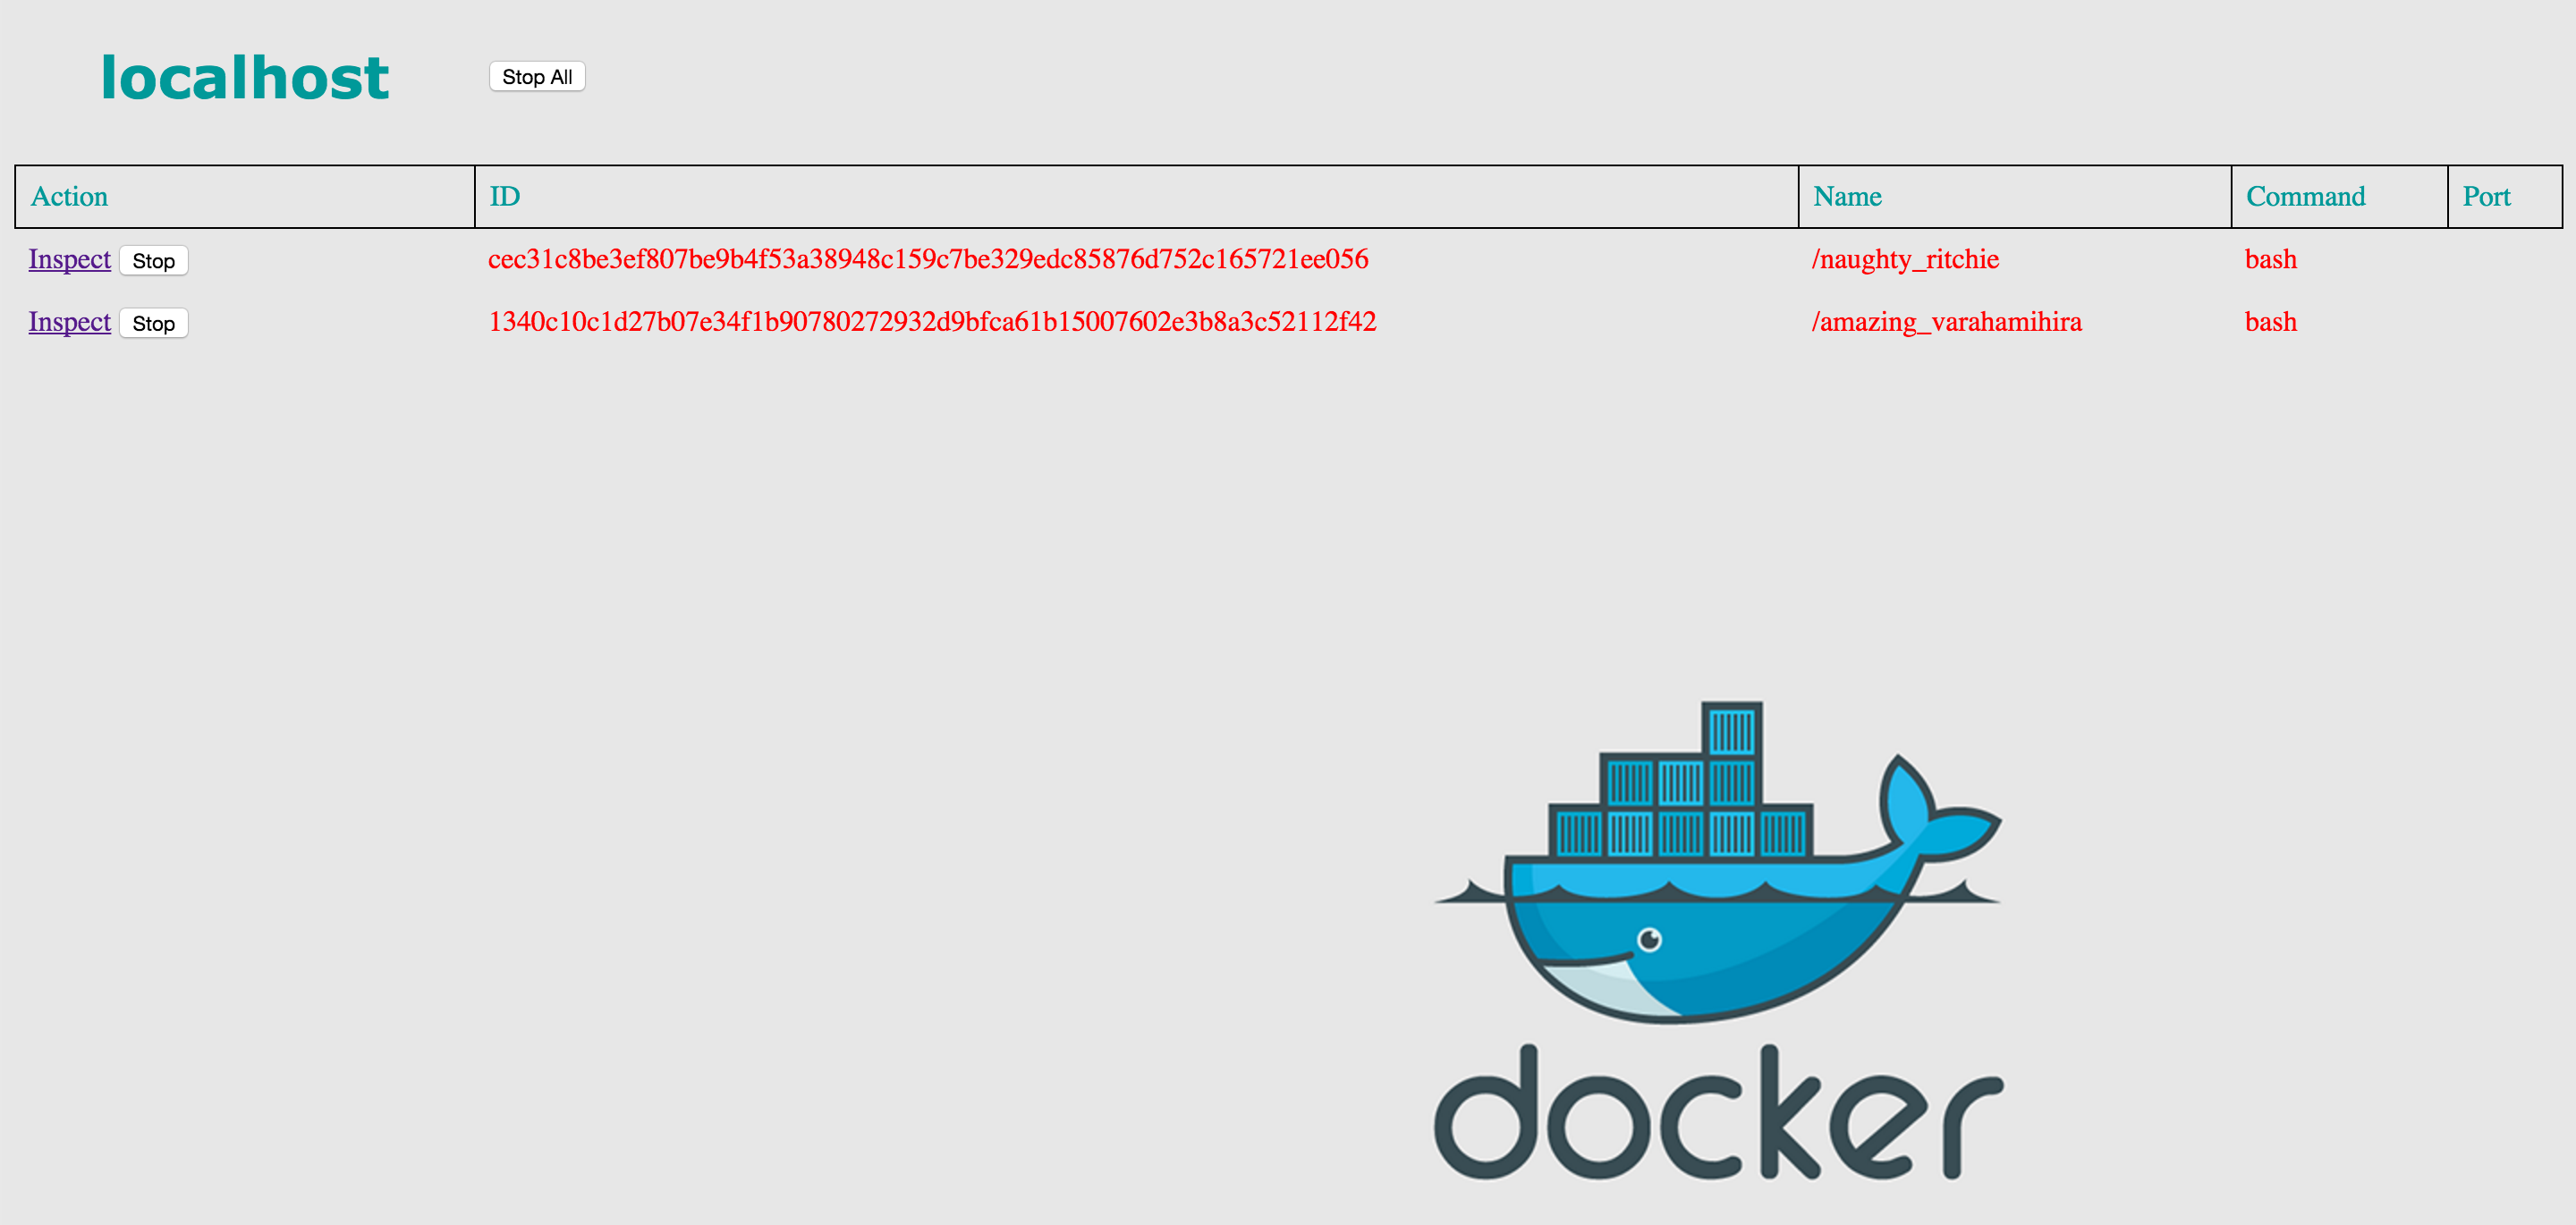 localhost Stop All
Action ID Name Command Port
Inspect Stop cec31c8be3ef807be9b4f53a38948c159c7be329edc85876d752c165721ee056 /naughty_ritchie bash
Inspect Stop 1340c10c1d27b07e34f1b90780272932d9bfca61b15007602e3b8a3c52112f42 /amazing_varahamihira bash
docker